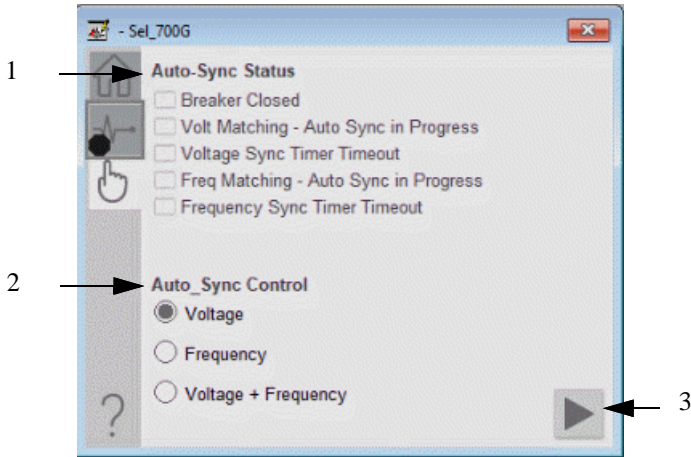 - Sel_700G
1
Auto-Sync Status
Breaker Closed
Volt Matching - Auto Sync in Progress
Voltage Sync Timer Timeout
Freq Matching - Auto Sync in Progress
Frequency Sync Timer Timeout
2
Auto_Sync Control
Voltage
Frequency
Voltage + Frequency
?
3